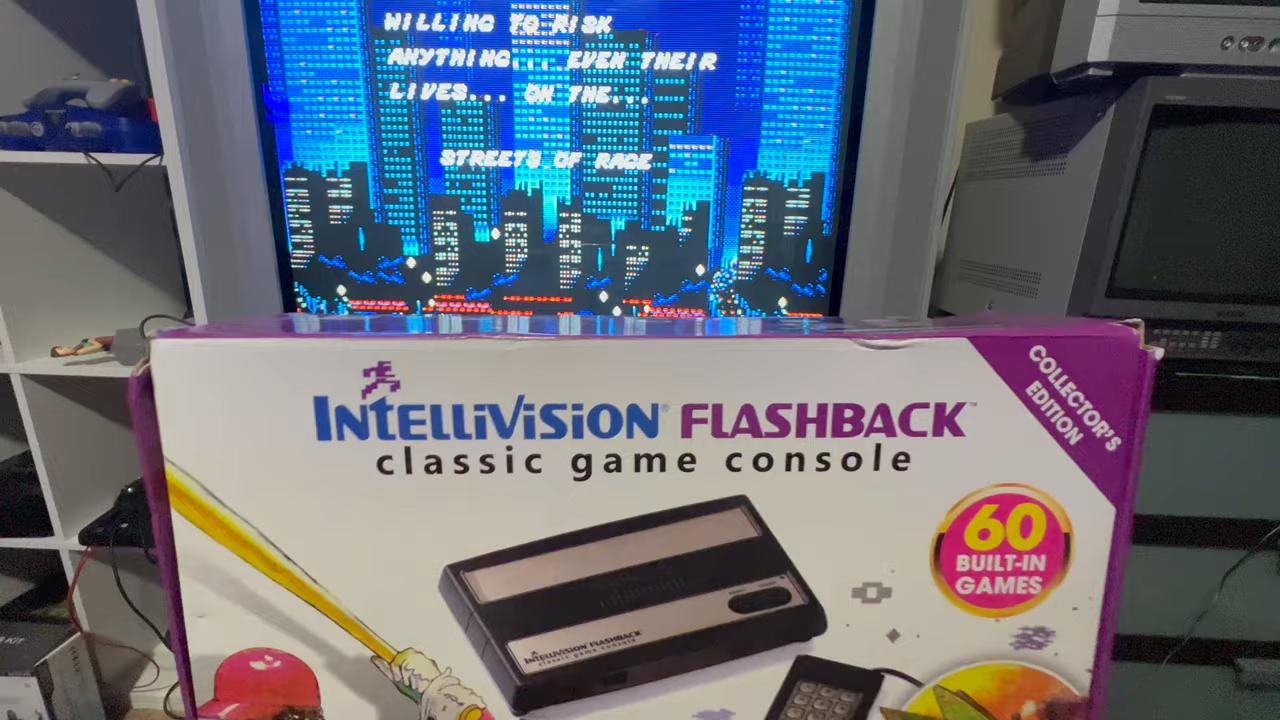 WILLING TO RISK
ANYTHING... EVEN THEIR
LIVES... ON THE...
STREETS OF RAGE
INTELLIVISION® FLASHBACK™
classic game console
COLLECTOR'S
EDITION
60
BUILT-IN
GAMES
INTELLIVISION FLASHBACK
classic game console